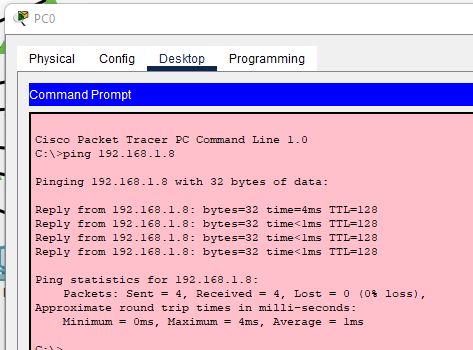 PC0
Physical Config Desktop Programming
Command Prompt
Cisco Packet Tracer PC Command Line 1.0
C:\>ping 192.168.1.8
Pinging 192.168.1.8 with 32 bytes of data:
Reply from 192.168.1.8: bytes=32 time=4ms TTL=128
Reply from 192.168.1.8: bytes=32 time<1ms TTL=128
Reply from 192.168.1.8: bytes=32 time<1ms TTL=128
Reply from 192.168.1.8: bytes=32 time<1ms TTL=128
Ping statistics for 192.168.1.8:
Packets: Sent = 4, Received = 4, Lost = 0 (0% loss),
Approximate round trip times in milli-seconds:
Minimum = 0ms, Maximum = 4ms, Average = 1ms
C:\>